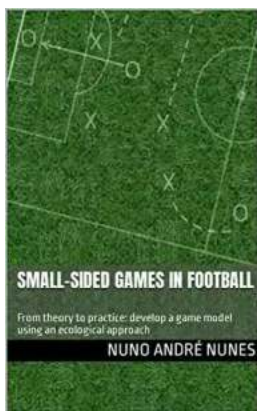 O
X
O
X
X
X
O
SMALL-SIDED GAMES IN FOOTBALL
From theory to practice: develop a game model
using an ecological approach
NUNO ANDRÉ NUNES